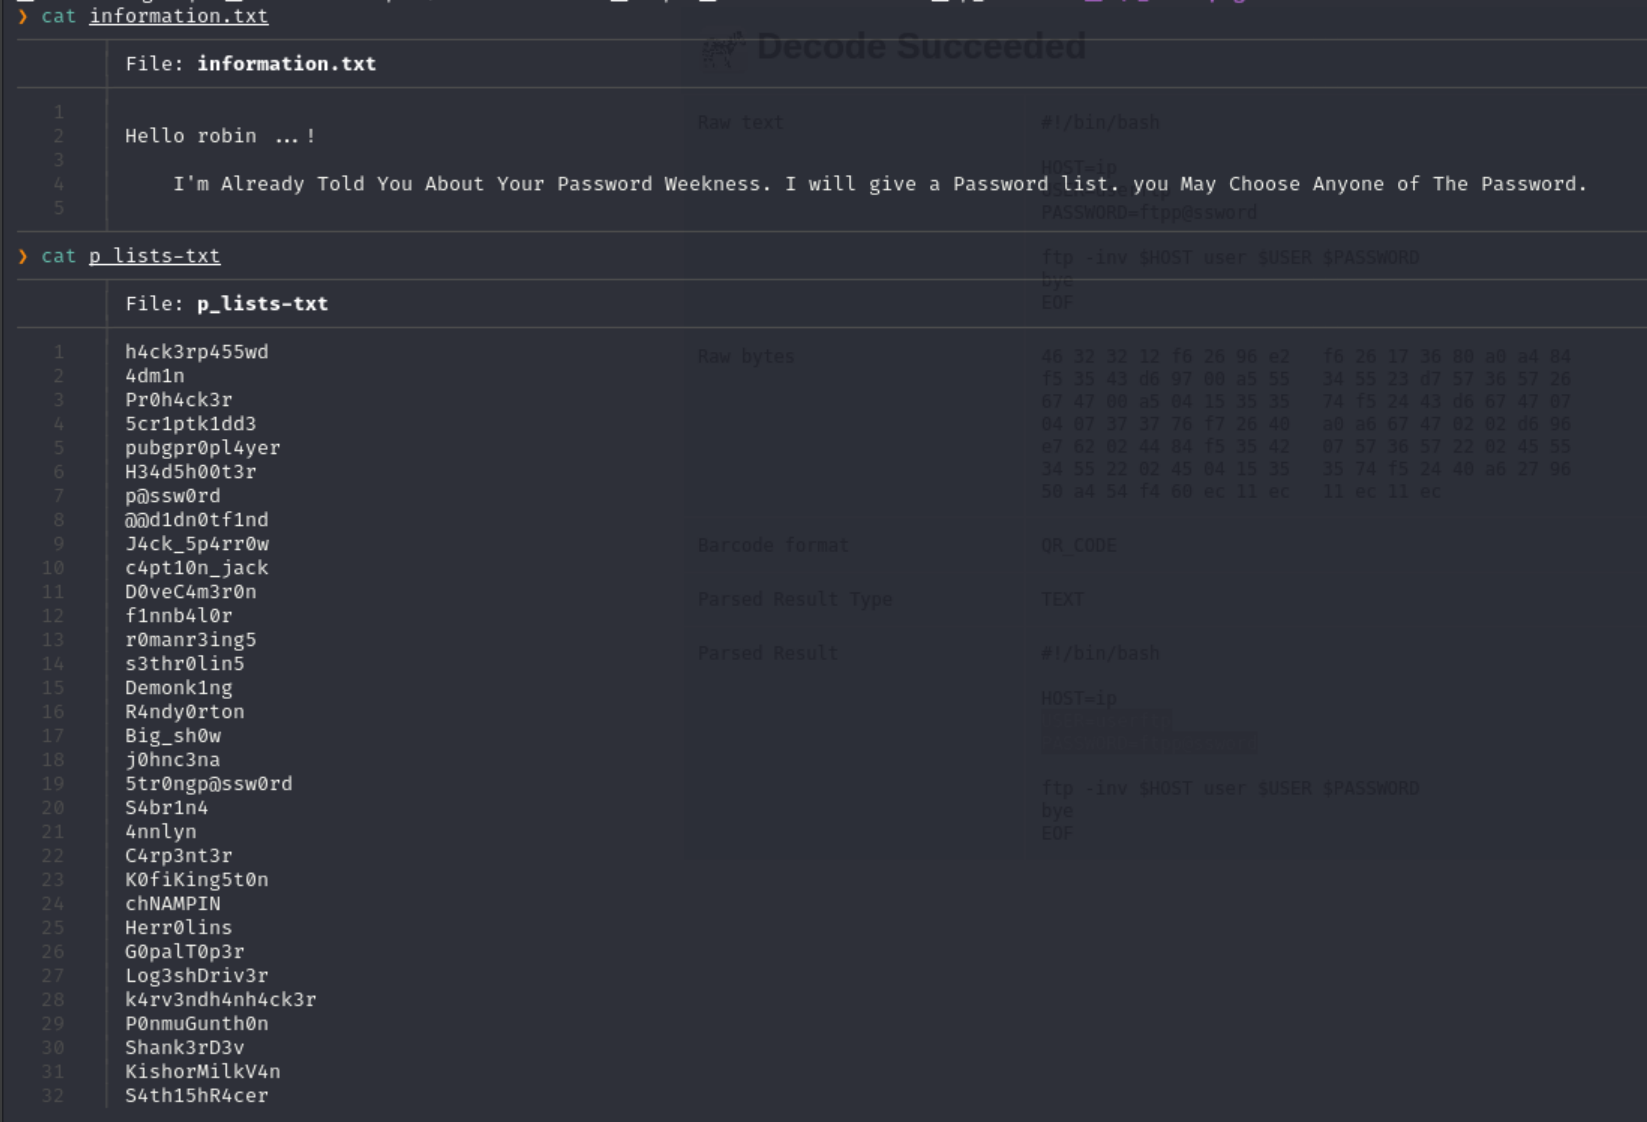 ❯ cat information.txt
File: information.txt
1
2 Hello robin ...!
3
4 I'm Already Told You About Your Password Weekness. I will give a Password list. you May Choose Anyone of The Password.
5
❯ cat p_lists-txt
File: p_lists-txt
1 h4ck3rp455wd
2 4dm1n
3 Pr0h4ck3r
4 5cr1ptk1dd3
5 pubgpr0pl4yer
6 H34d5h00t3r
7 p@ssw0rd
8 @@d1dn0tf1nd
9 J4ck_5p4rr0w
10 c4pt10n_jack
11 D0veC4m3r0n
12 f1nnb4l0r
13 r0manr3ing5
14 s3thr0lin5
15 Demonk1ng
16 R4ndy0rton
17 Big_sh0w
18 j0hnc3na
19 5tr0ngp@ssw0rd
20 S4br1n4
21 4nnlyn
22 C4rp3nt3r
23 K0fiKing5t0n
24 chNAMPIN
25 Herr0lins
26 G0palT0p3r
27 Log3shDriv3r
28 k4rv3ndh4nh4ck3r
29 P0nmuGunth0n
30 Shank3rD3v
31 KishorMilkV4n
32 S4th15hR4cer
Decode Succeeded
Raw text #!/bin/bash
HOST=ip
PASSWORD=ftpp@ssword
ftp -inv $HOST user $USER $PASSWORD
bye
EOF
Raw bytes 46 32 32 12 f6 26 96 e2 f6 26 17 36 80 a0 a4 84
f5 35 43 d6 97 00 a5 55 34 55 23 d7 57 36 57 26
67 47 00 a5 04 15 35 35 74 f5 24 43 d6 67 47 07
04 07 37 37 76 f7 26 40 a0 a6 67 47 02 02 d6 96
e7 62 02 44 84 f5 35 42 07 57 36 57 22 02 45 55
34 55 22 02 45 04 15 35 35 74 f5 24 40 a6 27 96
50 a4 54 f4 60 ec 11 ec 11 ec 11 ec
Barcode format QR_CODE
Parsed Result Type TEXT
Parsed Result #!/bin/bash
HOST=ip
ftp -inv $HOST user $USER $PASSWORD
bye
EOF